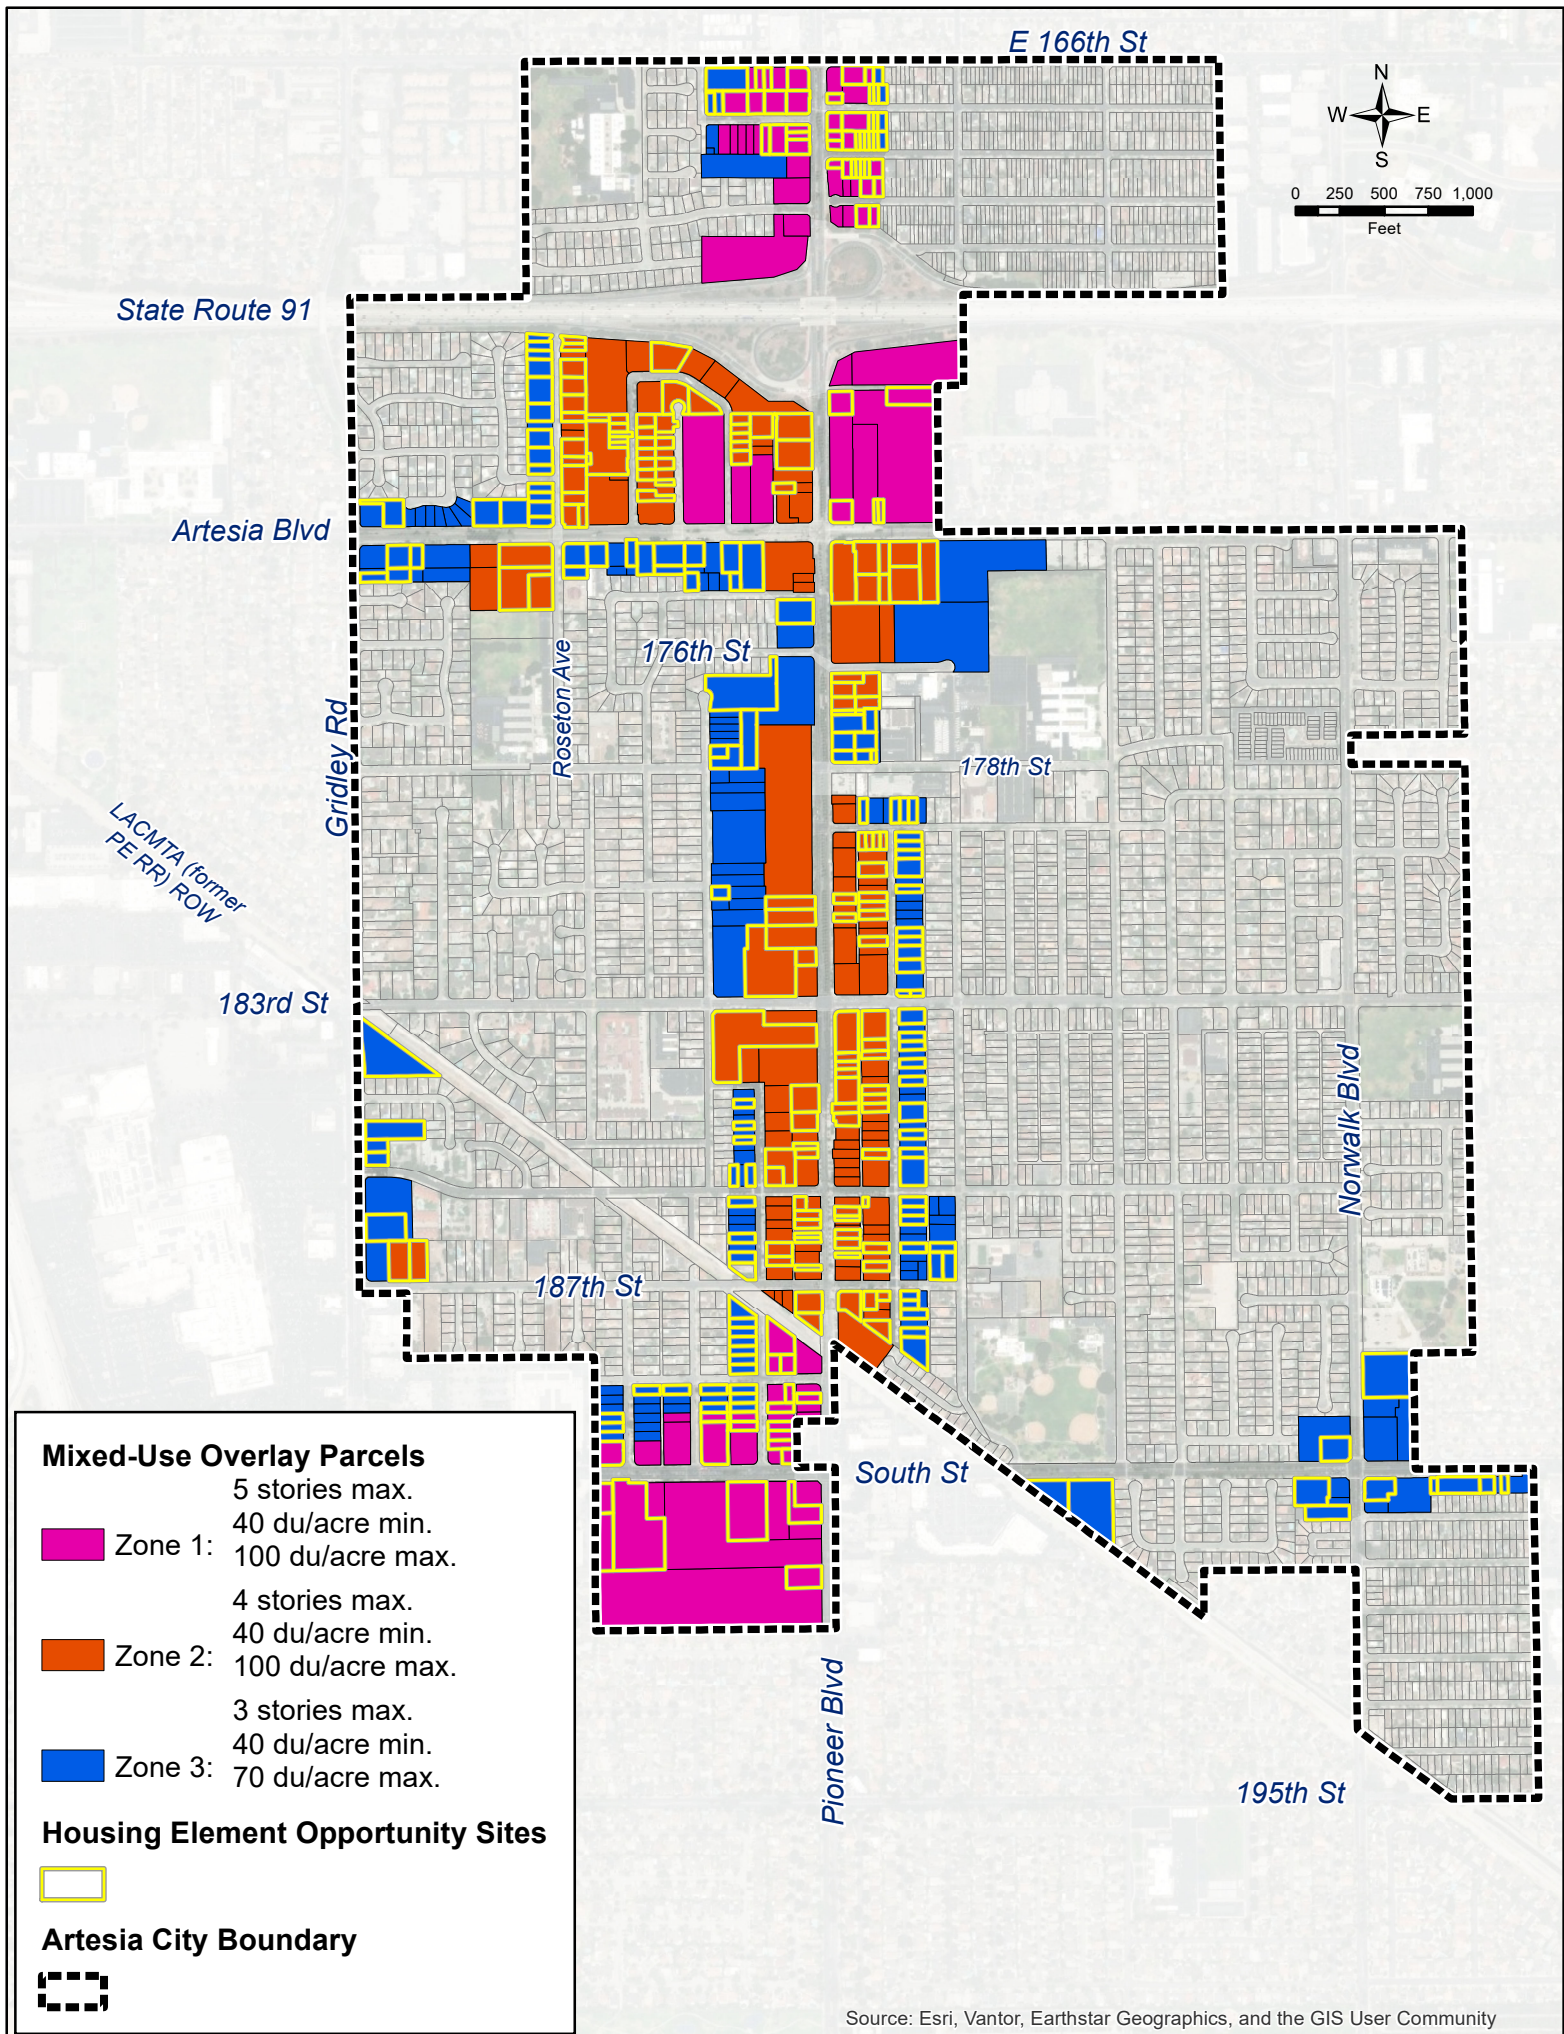 E 166th St
N
W E
S
0 250 500 750 1,000
Feet
State Route 91
Artesia Blvd
176th St
Roseton Ave
Gridley Rd
178th St
LACMTA (former
PE RR) ROW
183rd St
Norwalk Blvd
187th St
South St
Pioneer Blvd
195th St
Mixed-Use Overlay Parcels
5 stories max.
Zone 1: 40 du/acre min.
100 du/acre max.
4 stories max.
Zone 2: 40 du/acre min.
100 du/acre max.
3 stories max.
Zone 3: 40 du/acre min.
70 du/acre max.
Housing Element Opportunity Sites
Artesia City Boundary
Source: Esri, Vantor, Earthstar Geographics, and the GIS User Community